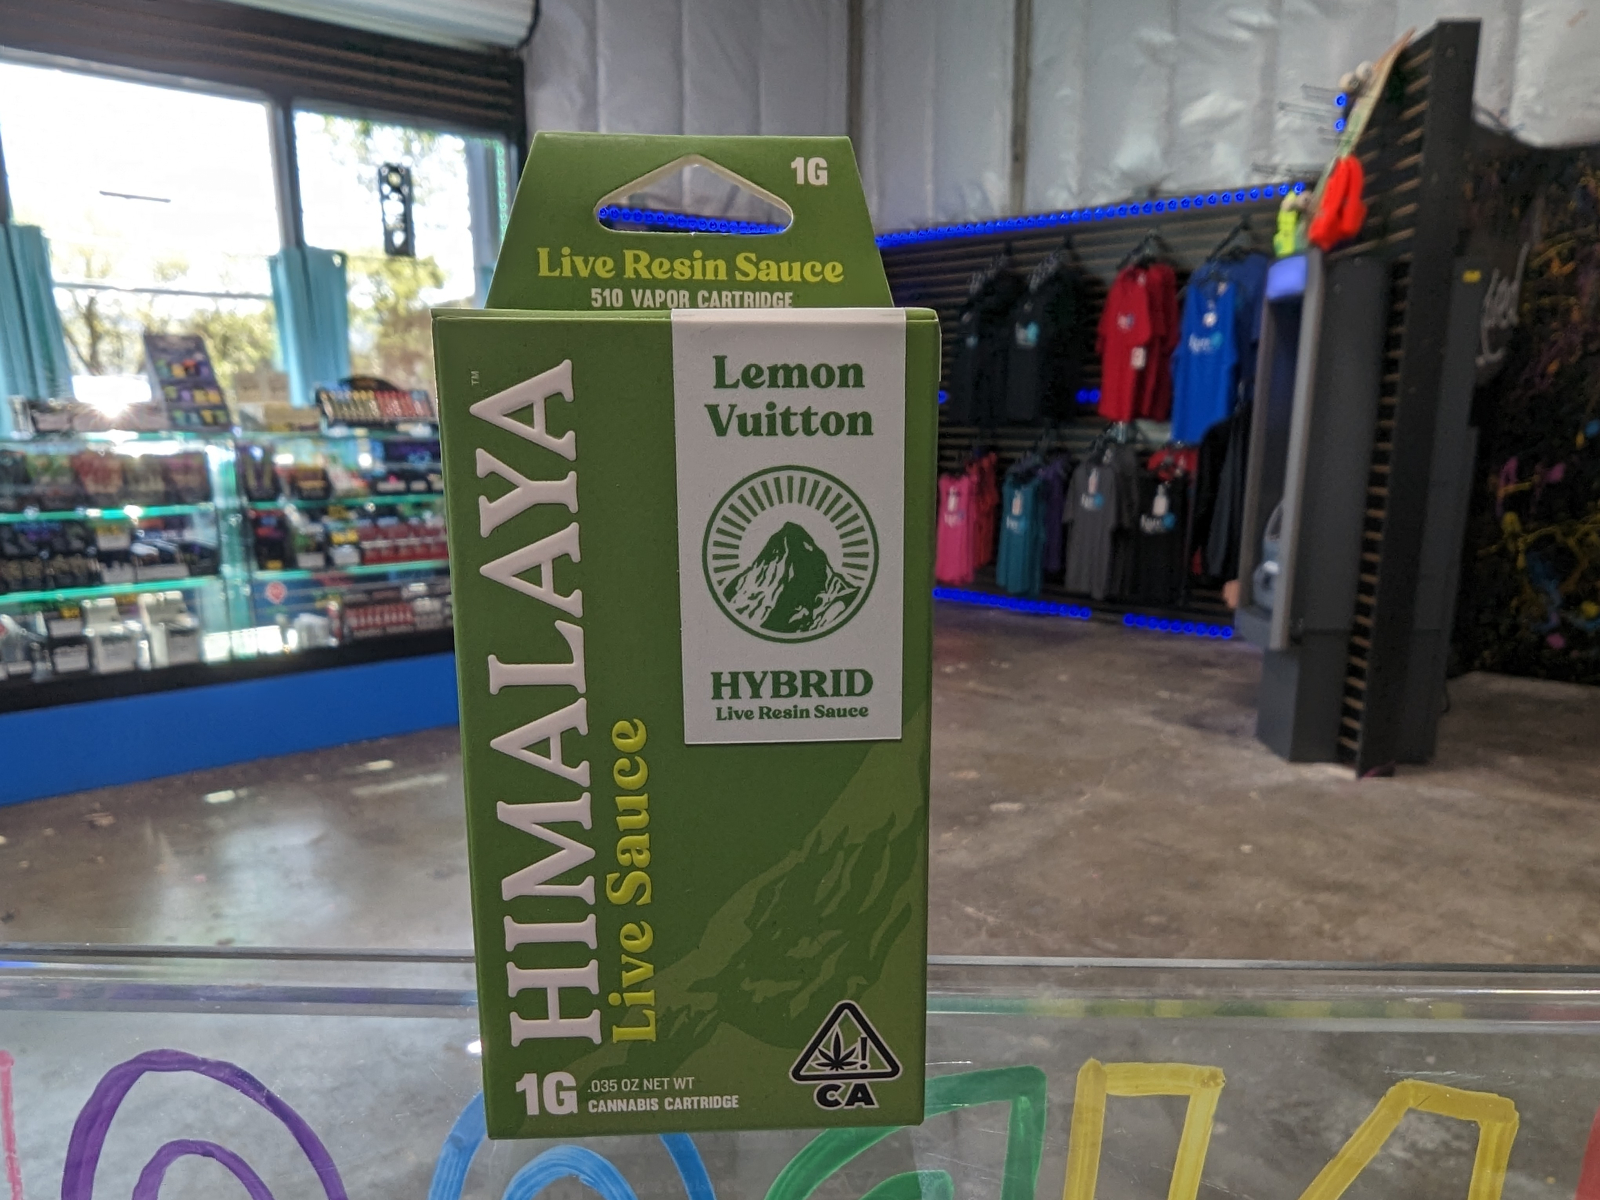 1G
Live Resin Sauce
510 VAPOR CARTRIDGE
HIMALAYA™
Live Sauce
Lemon
Vuitton
HYBRID
Live Resin Sauce
1G
.035 OZ NET WT
CANNABIS CARTRIDGE
CA